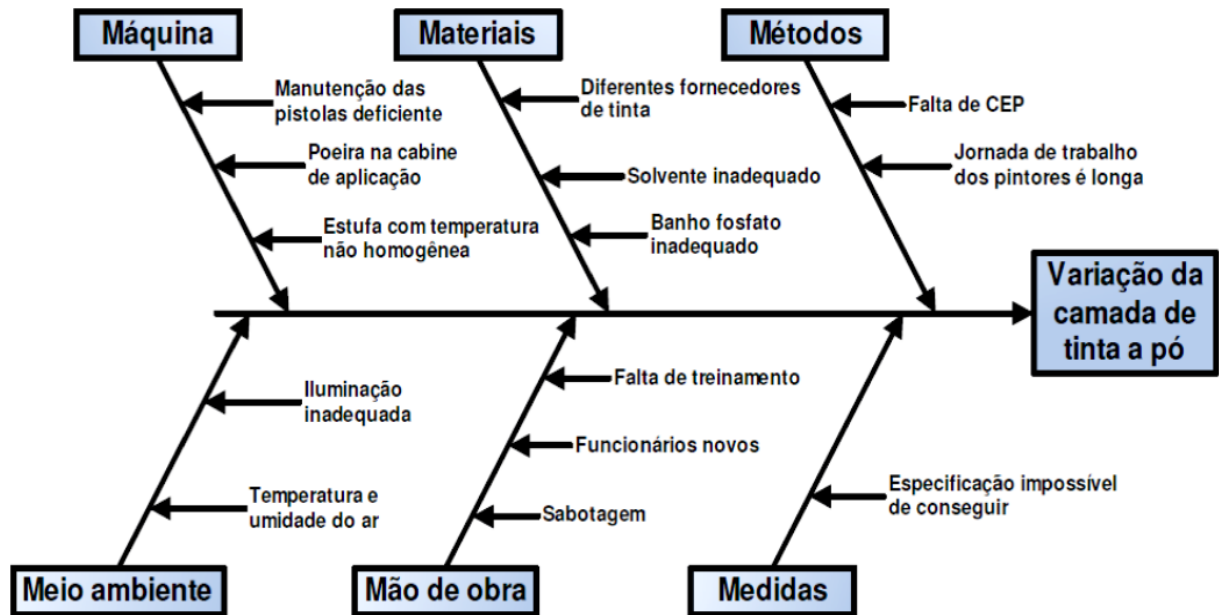 Máquina
Materiais
Métodos
Manutenção das
pistolas deficiente
Poeira na cabine
de aplicação
Estufa com temperatura
não homogênea
Diferentes fornecedores
de tinta
Solvente inadequado
Banho fosfato
inadequado
Falta de CEP
Jornada de trabalho
dos pintores é longa
Variação da
camada de
tinta a pó
Iluminação
inadequada
Temperatura e
umidade do ar
Falta de treinamento
Funcionários novos
Sabotagem
Especificação impossível
de conseguir
Meio ambiente
Mão de obra
Medidas